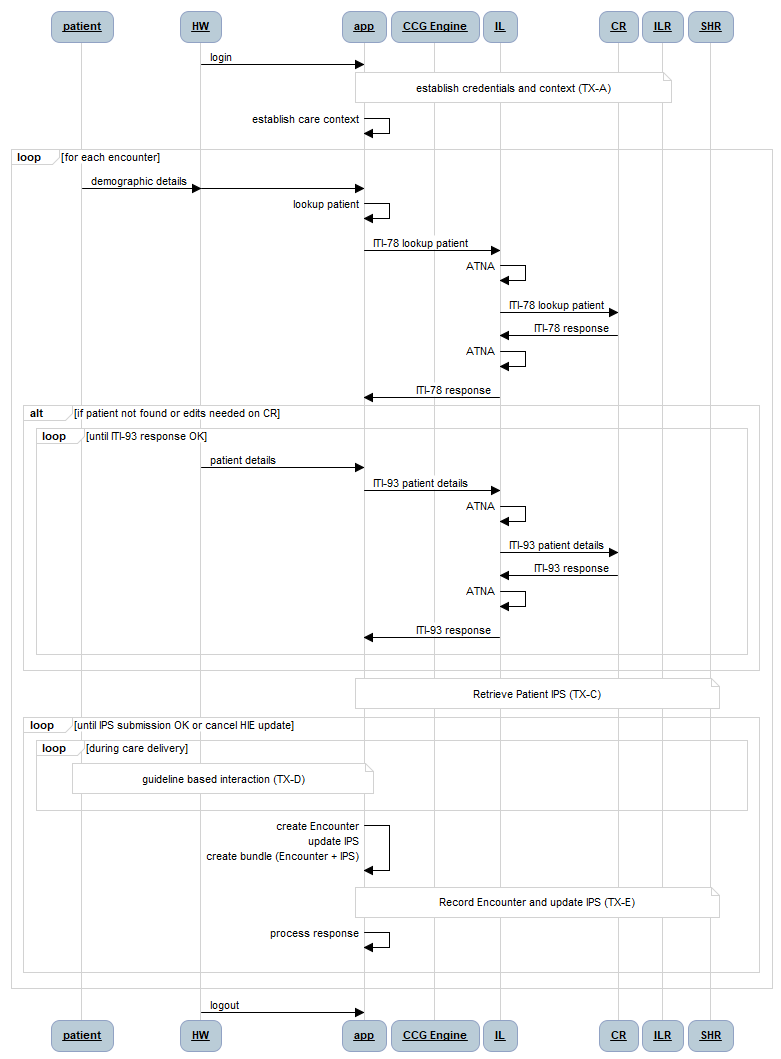 patient HW app CCG Engine IL CR ILR SHR
login
establish credentials and context (TX-A)
establish care context
loop [for each encounter]
demographic details
lookup patient
ITI-78 lookup patient
ATNA
ITI-78 lookup patient
ITI-78 response
ATNA
ITI-78 response
alt [if patient not found or edits needed on CR]
loop [until ITI-93 response OK]
patient details
ITI-93 patient details
ATNA
ITI-93 patient details
ITI-93 response
ATNA
ITI-93 response
Retrieve Patient IPS (TX-C)
loop [until IPS submission OK or cancel HIE update]
loop [during care delivery]
guideline based interaction (TX-D)
create Encounter
update IPS
create bundle (Encounter + IPS)
Record Encounter and update IPS (TX-E)
process response
logout
patient HW app CCG Engine IL CR ILR SHR